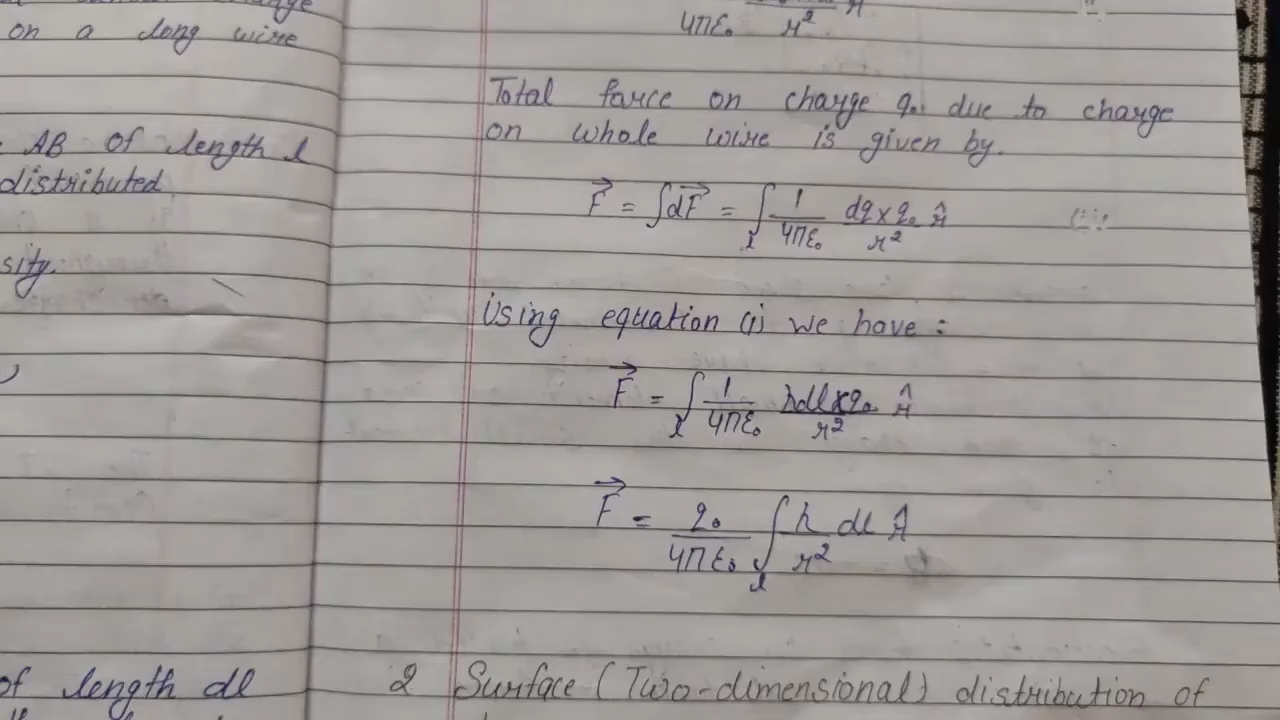 on a long wire
AB of length l
distributed
of length dl
4πε₀ r²
Total force on charge q₀ due to charge
on whole wire is given by.
F⃗ = ∫dF⃗ = ∫l 1/4πε₀ dq×q₀/r² r̂
Using equation (i) we have :
F⃗ = ∫l 1/4πε₀ λdl×q₀/r² r̂
F⃗ = q₀/4πε₀ ∫l λ/r² dl r̂
2 Surface (Two-dimensional) distribution of